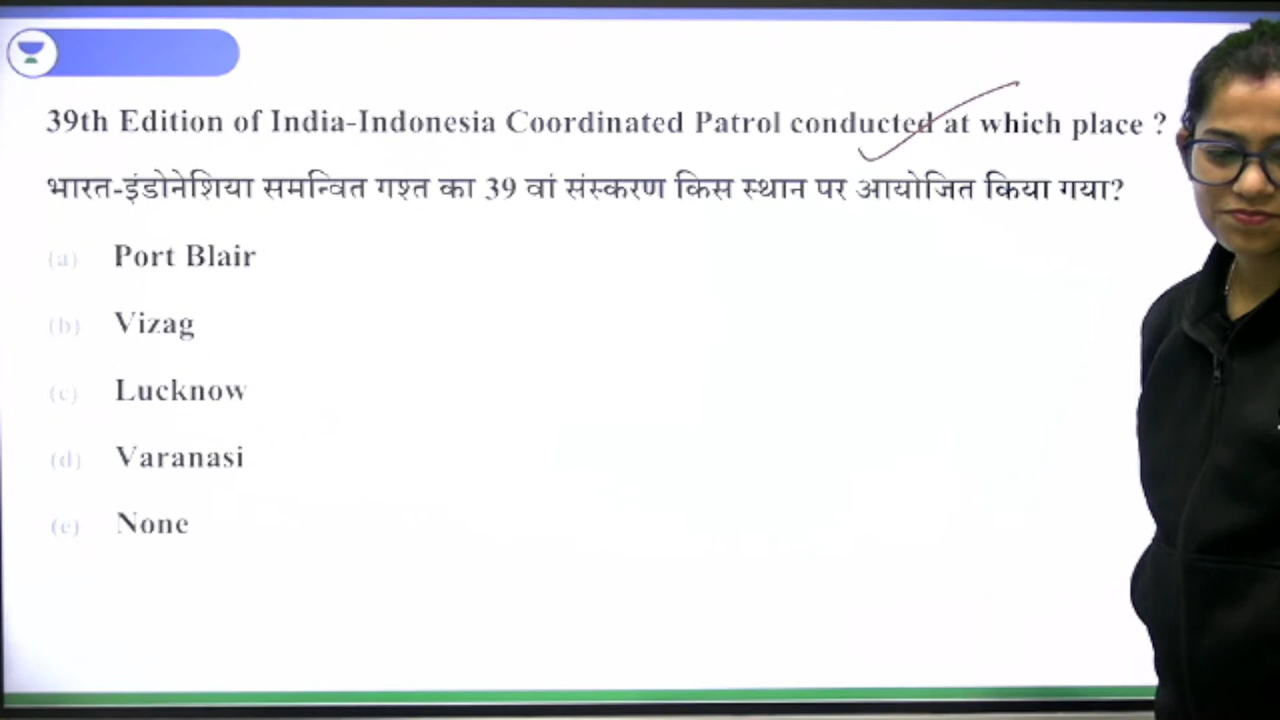 39th Edition of India-Indonesia Coordinated Patrol conducted at which place ?
भारत-इंडोनेशिया समन्वित गश्त का 39 वां संस्करण किस स्थान पर आयोजित किया गया?
(a) Port Blair
(b) Vizag
(c) Lucknow
(d) Varanasi
(e) None